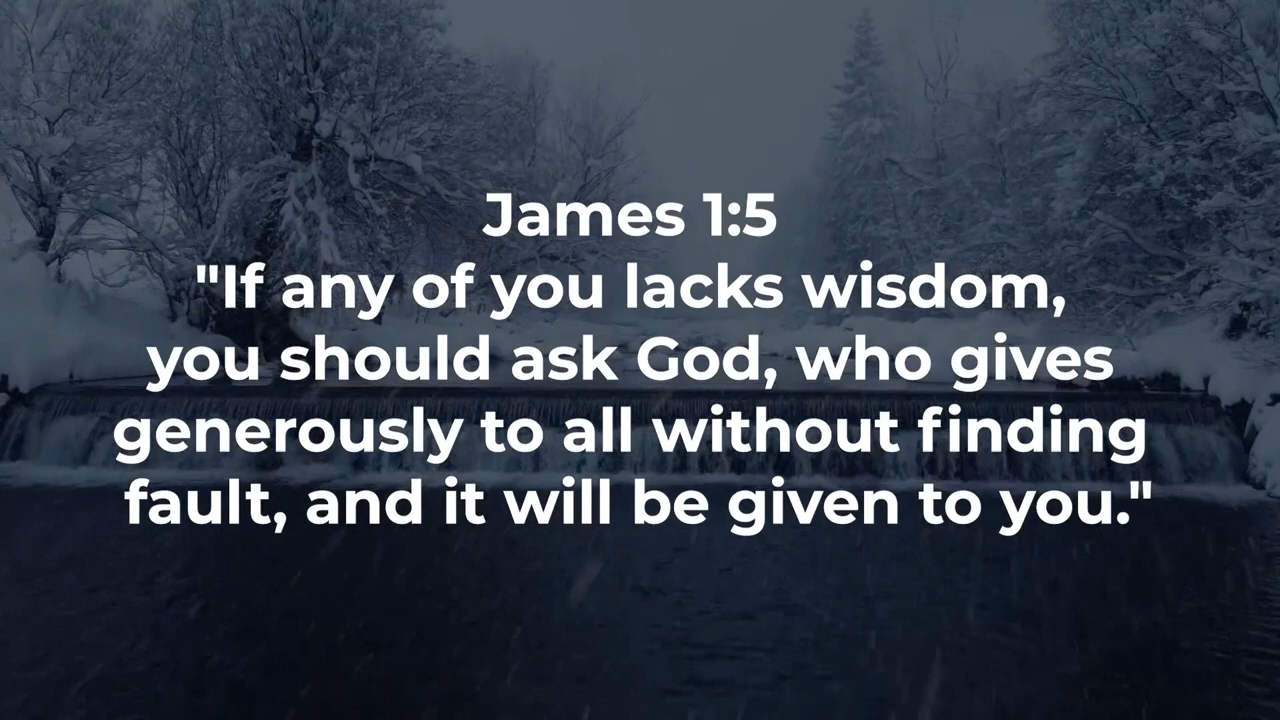 James 1:5
"If any of you lacks wisdom,
you should ask God, who gives
generously to all without finding
fault, and it will be given to you."